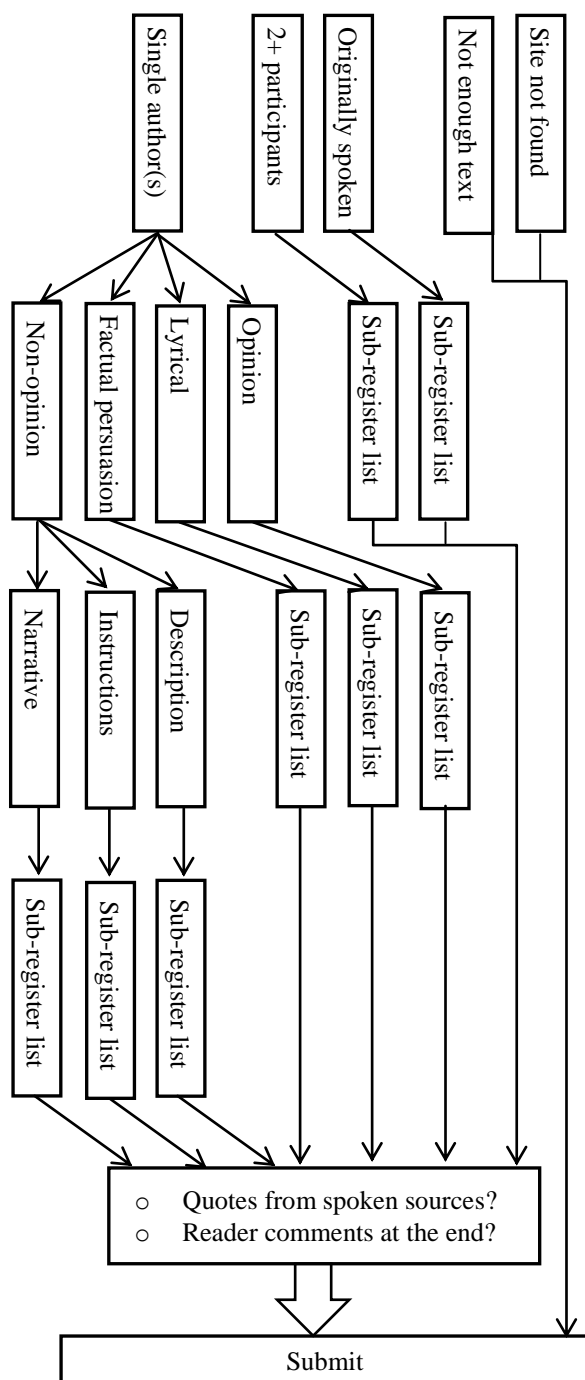 Single author(s)
2+ participants
Originally spoken
Not enough text
Site not found
Non-opinion
Factual persuasion
Lyrical
Opinion
Sub-register list
Sub-register list
Narrative
Instructions
Description
Sub-register list
Sub-register list
Sub-register list
Sub-register list
Sub-register list
Sub-register list
o Quotes from spoken sources?
o Reader comments at the end?
Submit